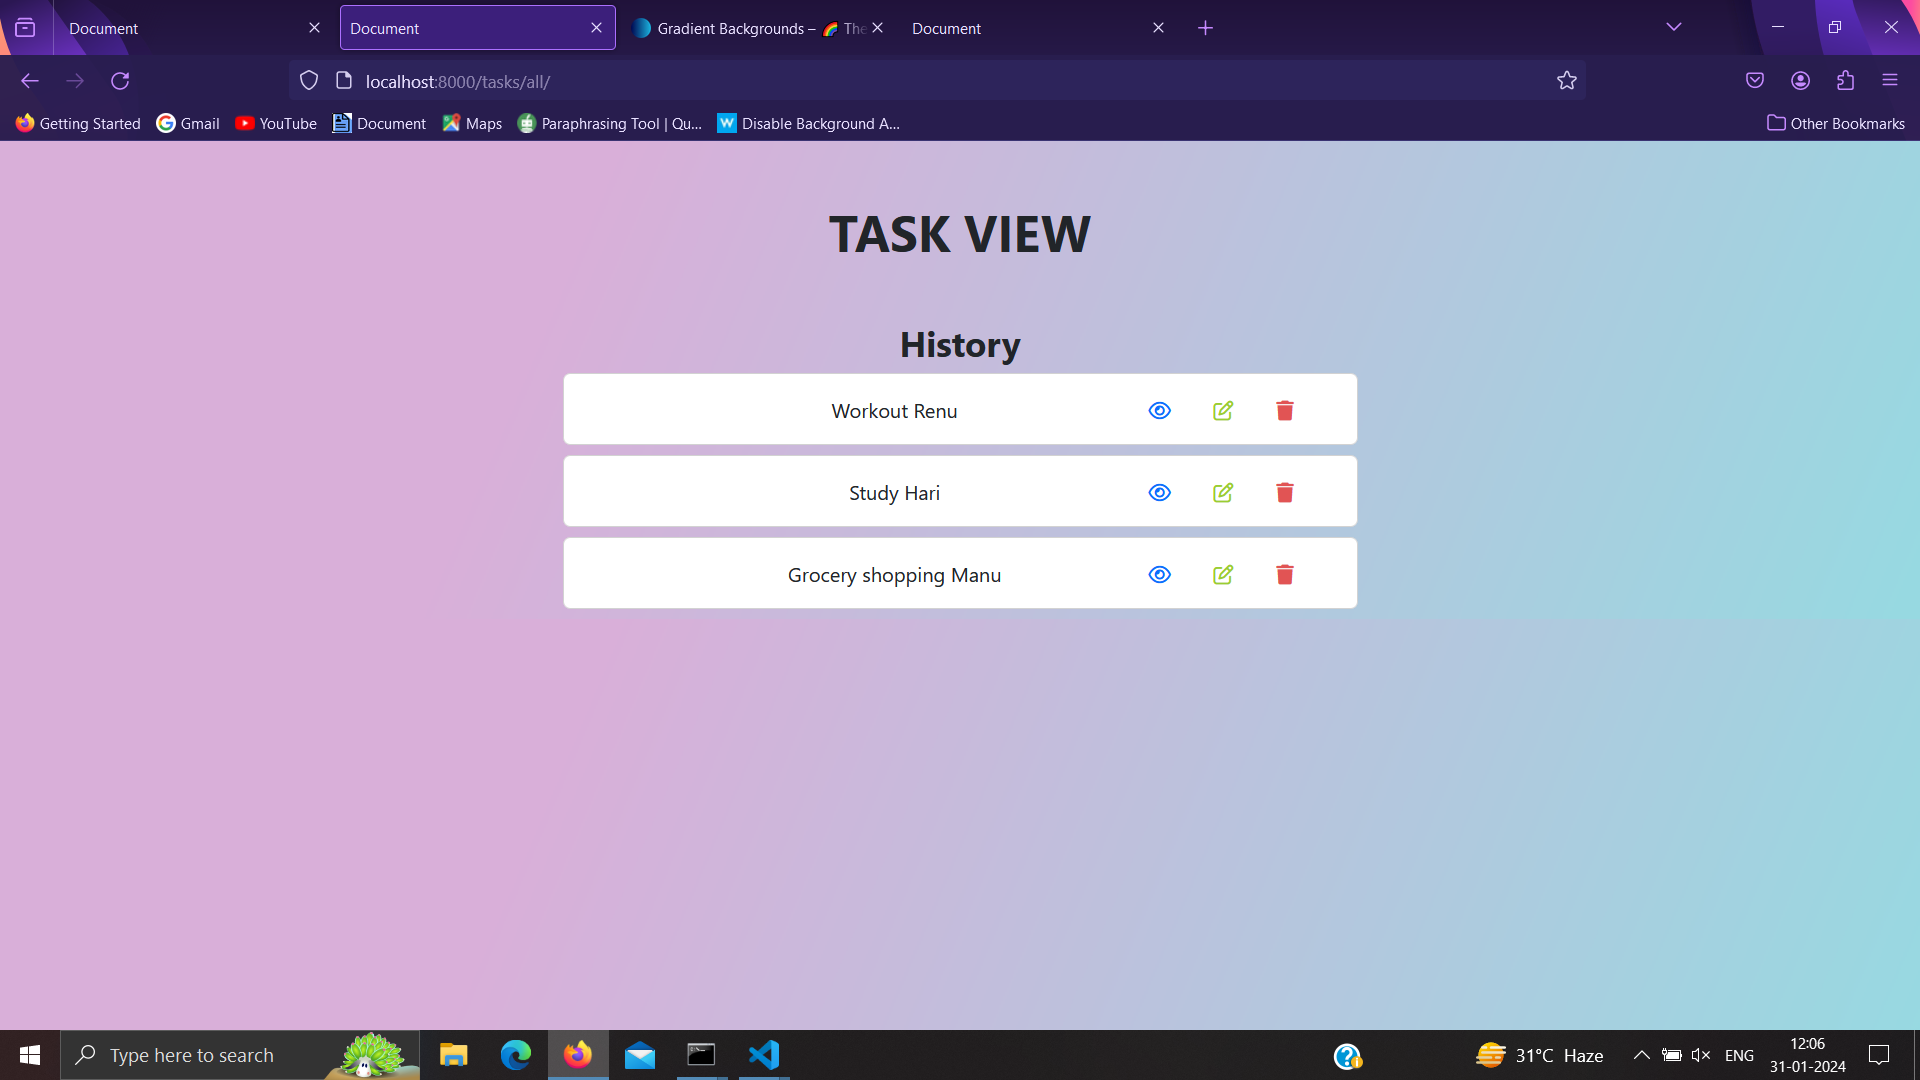 Document
Document
Gradient Backgrounds – 🌈 The
Document
localhost:8000/tasks/all/
Getting Started
Gmail
YouTube
Document
Maps
Paraphrasing Tool | Qu...
Disable Background A...
Other Bookmarks
TASK VIEW
History
Workout Renu
Study Hari
Grocery shopping Manu
Type here to search
31°C Haze
ENG
12:06
31-01-2024